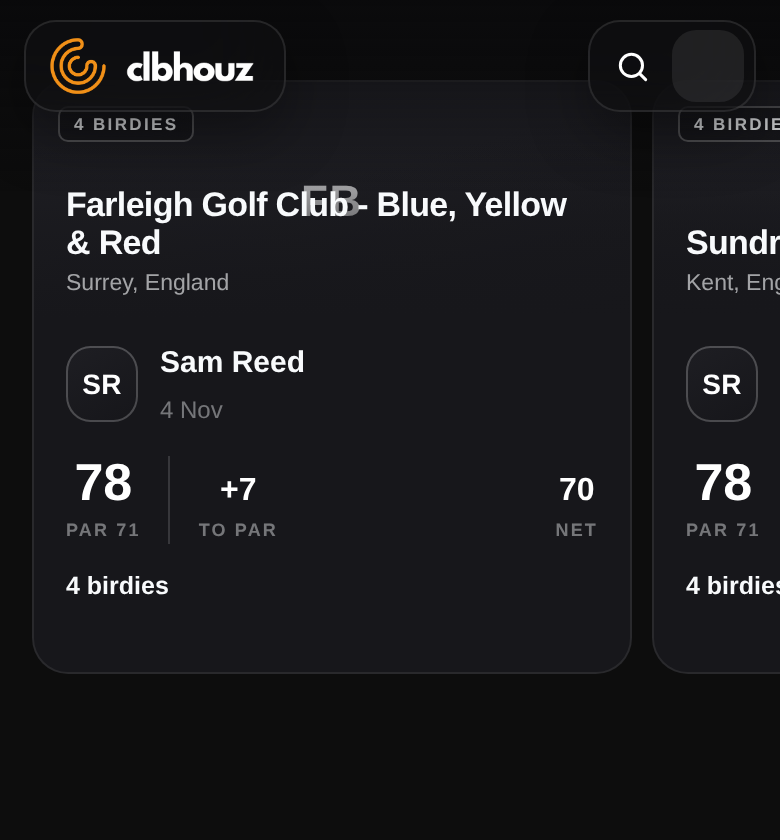 clbhouz
4 BIRDIES
4 BIRDIE
FB
Farleigh Golf Club - Blue, Yellow
& Red
Surrey, England
SR
Sam Reed
4 Nov
78
PAR 71
+7
TO PAR
70
NET
4 birdies
Sundr
Kent, Eng
SR
78
PAR 71
4 birdies